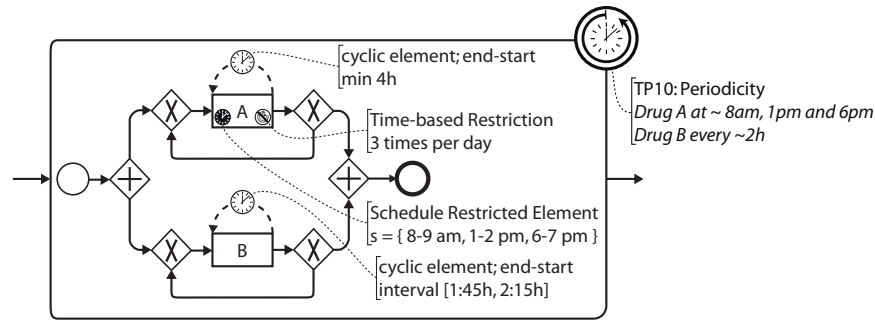 cyclic element; end-start
min 4h
TP10: Periodicity
Drug A at ~ 8am, 1pm and 6pm
Drug B every ~2h
A
Time-based Restriction
3 times per day
Schedule Restricted Element
s = { 8-9 am, 1-2 pm, 6-7 pm }
B
cyclic element; end-start
interval [1:45h, 2:15h]